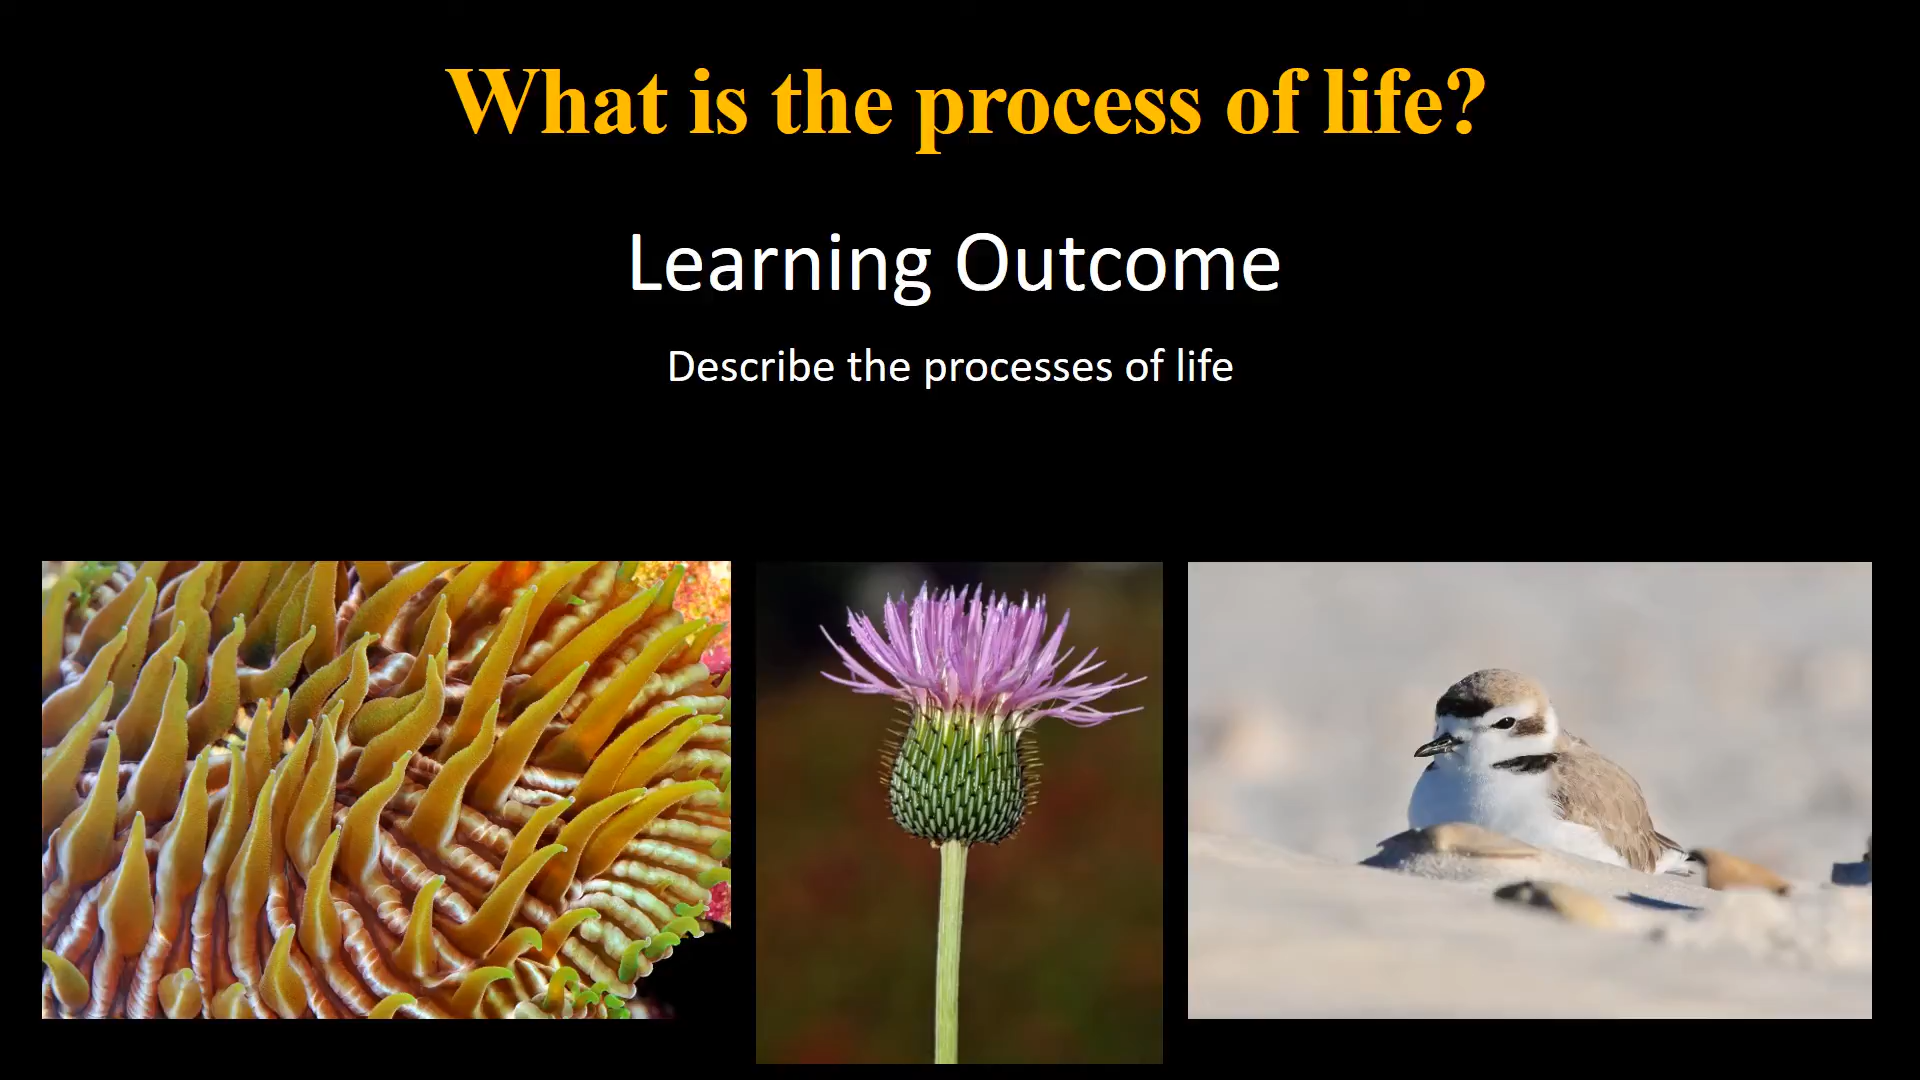 What is the process of life?
Learning Outcome
Describe the processes of life